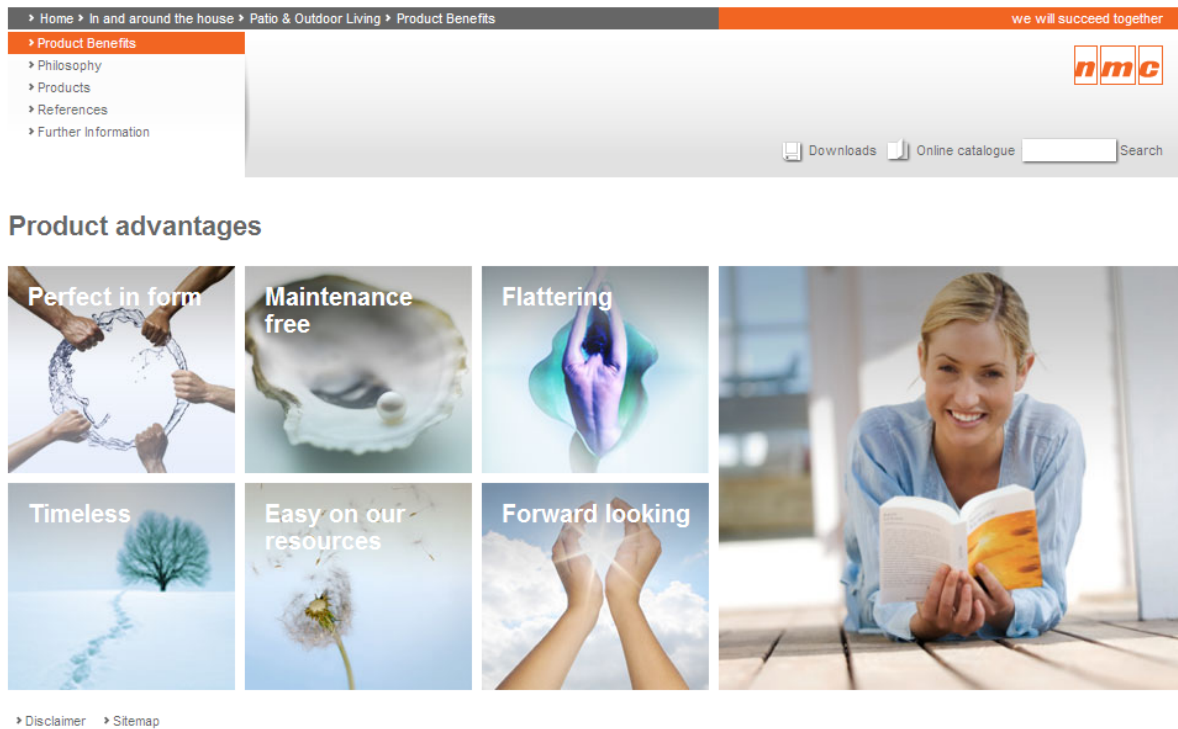 Home > In and around the house > Patio & Outdoor Living > Product Benefits
we will succeed together
Product Benefits
Philosophy
Products
References
Further Information
nmc
Downloads
Online catalogue
Search
Product advantages
Perfect in form
Maintenance
free
Flattering
Timeless
Easy on our
resources
Forward looking
Disclaimer
Sitemap